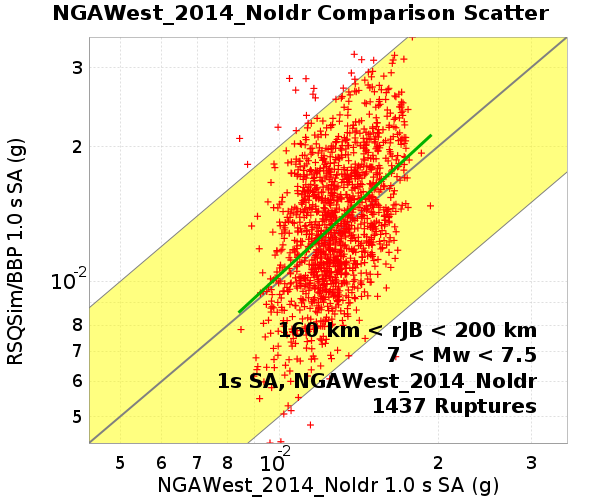 NGAWest_2014_NoIdr Comparison Scatter
RSQSim/BBP 1.0 s SA (g)
3
2
10-2
8
7
6
5
160 km < rJB < 200 km
7 < Mw < 7.5
1s SA, NGAWest_2014_NoIdr
1437 Ruptures
5 6 7 8 10-2 2 3
NGAWest_2014_NoIdr 1.0 s SA (g)